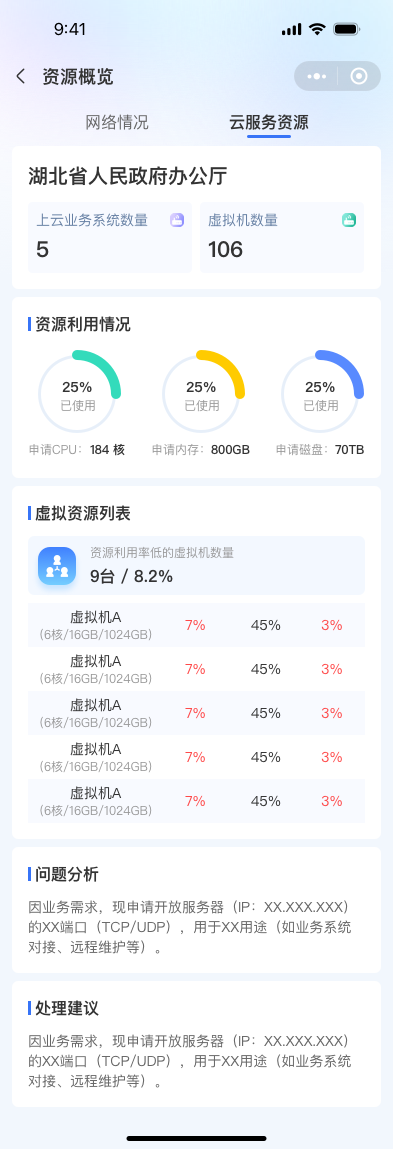 9:41
资源概览
网络情况 云服务资源
湖北省人民政府办公厅
上云业务系统数量 虚拟机数量
5 106
资源利用情况
25% 25% 25%
已使用 已使用 已使用
申请CPU：184 核 申请内存：800GB 申请磁盘：70TB
虚拟资源列表
资源利用率低的虚拟机数量
9台 / 8.2%
虚拟机A
(6核/16GB/1024GB) 7% 45% 3%
虚拟机A
(6核/16GB/1024GB) 7% 45% 3%
虚拟机A
(6核/16GB/1024GB) 7% 45% 3%
虚拟机A
(6核/16GB/1024GB) 7% 45% 3%
虚拟机A
(6核/16GB/1024GB) 7% 45% 3%
问题分析
因业务需求，现申请开放服务器（IP：XX.XXX.XXX）
的XX端口（TCP/UDP），用于XX用途（如业务系统
对接、远程维护等）。
处理建议
因业务需求，现申请开放服务器（IP：XX.XXX.XXX）
的XX端口（TCP/UDP），用于XX用途（如业务系统
对接、远程维护等）。